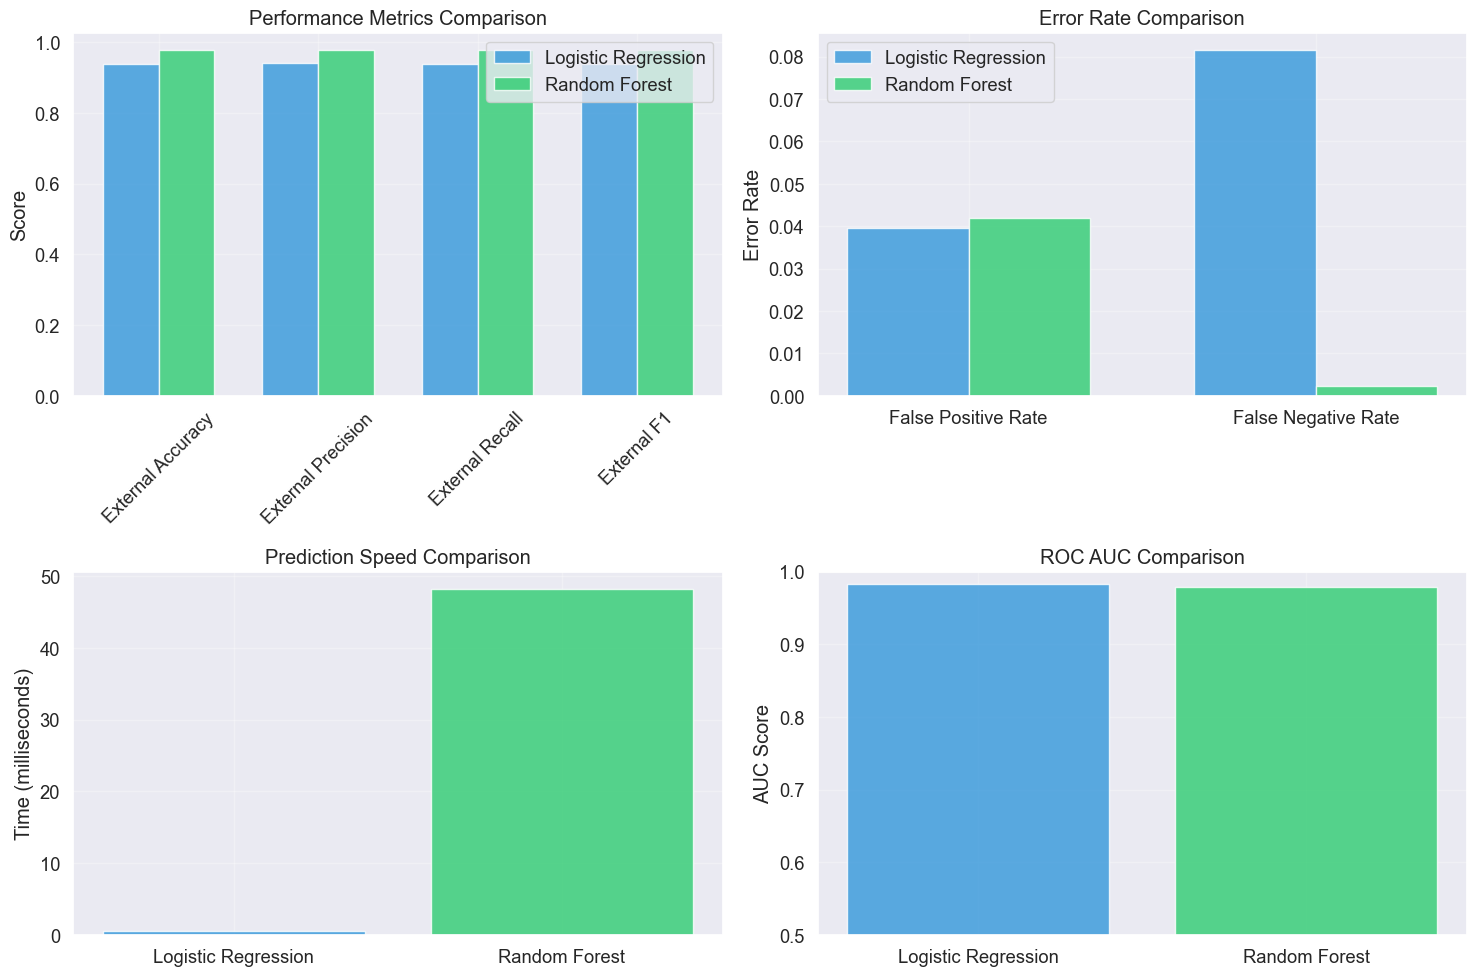 Performance Metrics Comparison
Score
1.0
0.8
0.6
0.4
0.2
0.0
Logistic Regression
Random Forest
External Accuracy
External Precision
External Recall
External F1
Error Rate Comparison
Error Rate
0.08
0.07
0.06
0.05
0.04
0.03
0.02
0.01
0.00
Logistic Regression
Random Forest
False Positive Rate
False Negative Rate
Prediction Speed Comparison
Time (milliseconds)
50
40
30
20
10
0
Logistic Regression
Random Forest
ROC AUC Comparison
AUC Score
1.0
0.9
0.8
0.7
0.6
0.5
Logistic Regression
Random Forest